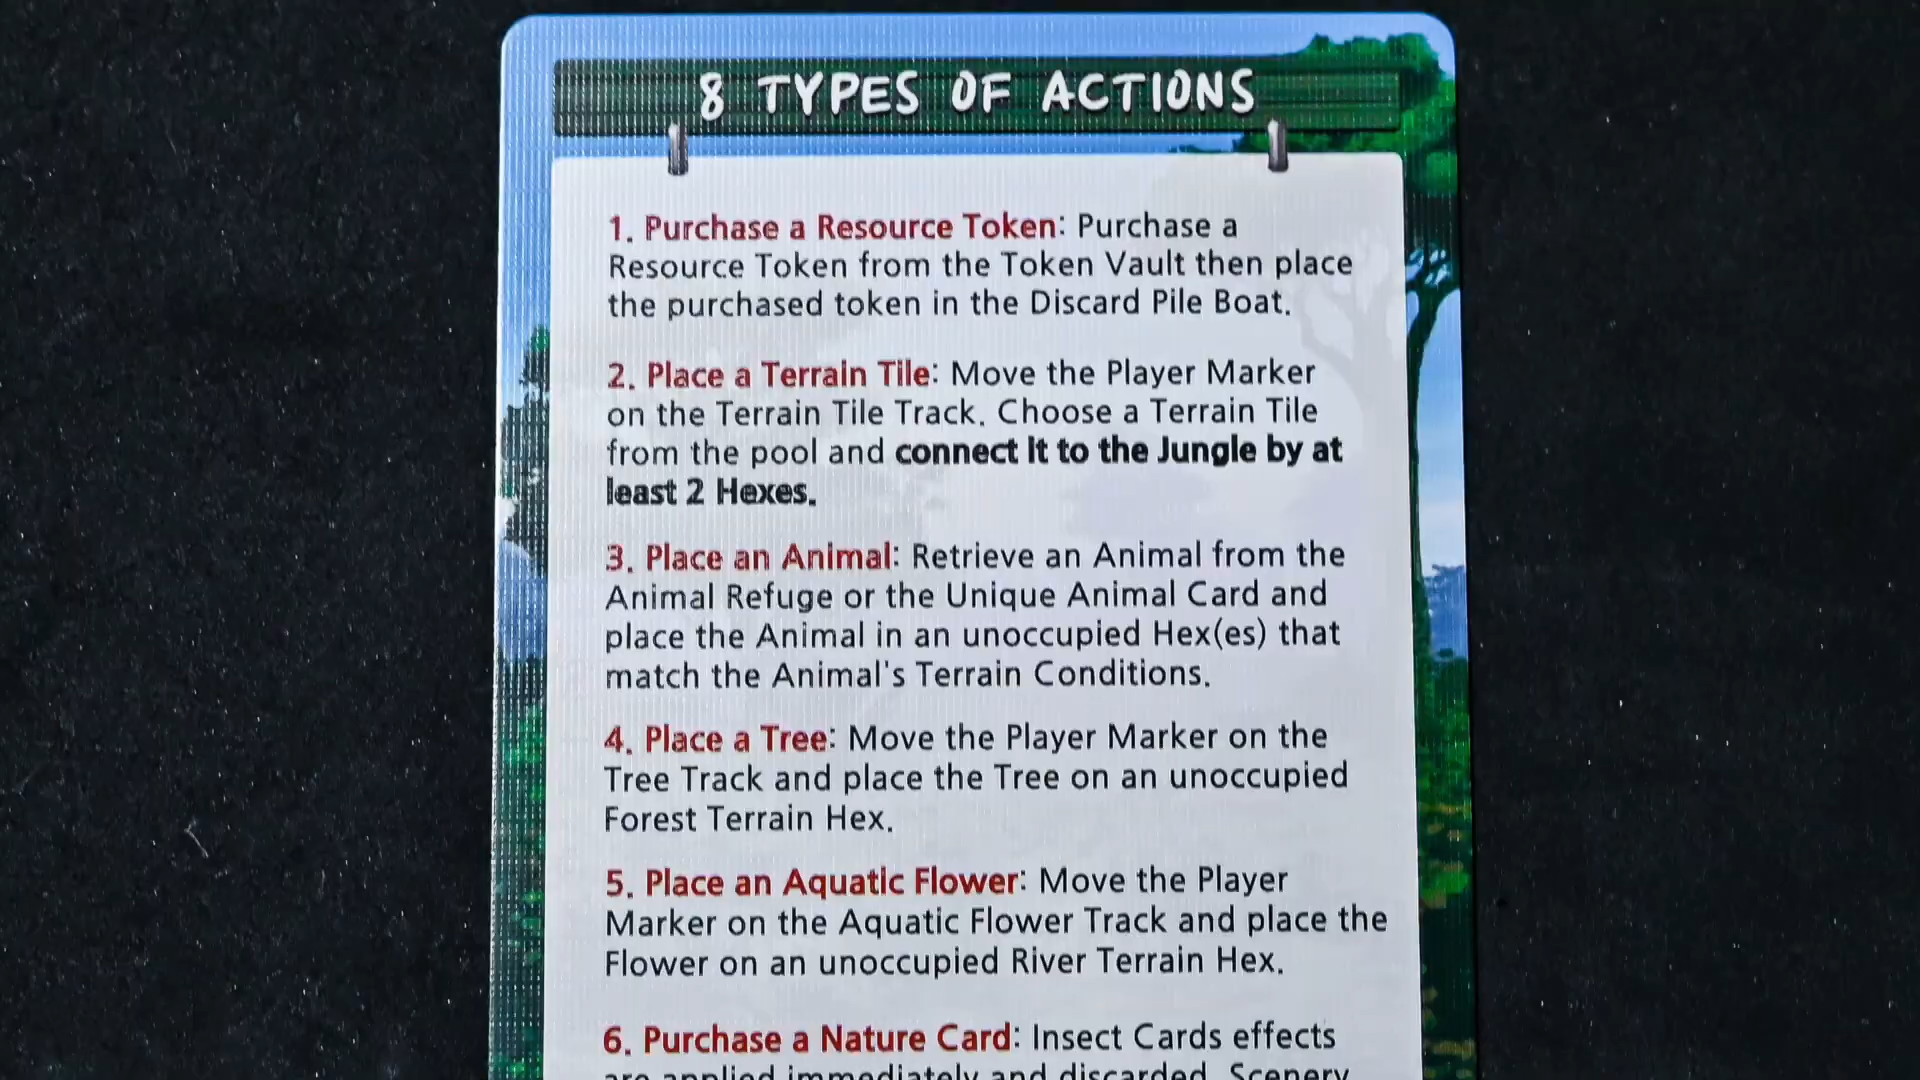 8 TYPES OF ACTIONS
1. Purchase a Resource Token: Purchase a
Resource Token from the Token Vault then place
the purchased token in the Discard Pile Boat.
2. Place a Terrain Tile: Move the Player Marker
on the Terrain Tile Track. Choose a Terrain Tile
from the pool and connect it to the Jungle by at
least 2 Hexes.
3. Place an Animal: Retrieve an Animal from the
Animal Refuge or the Unique Animal Card and
place the Animal in an unoccupied Hex(es) that
match the Animal's Terrain Conditions.
4. Place a Tree: Move the Player Marker on the
Tree Track and place the Tree on an unoccupied
Forest Terrain Hex.
5. Place an Aquatic Flower: Move the Player
Marker on the Aquatic Flower Track and place the
Flower on an unoccupied River Terrain Hex.
6. Purchase a Nature Card: Insect Cards effects
are applied immediately and discarded. Scenery